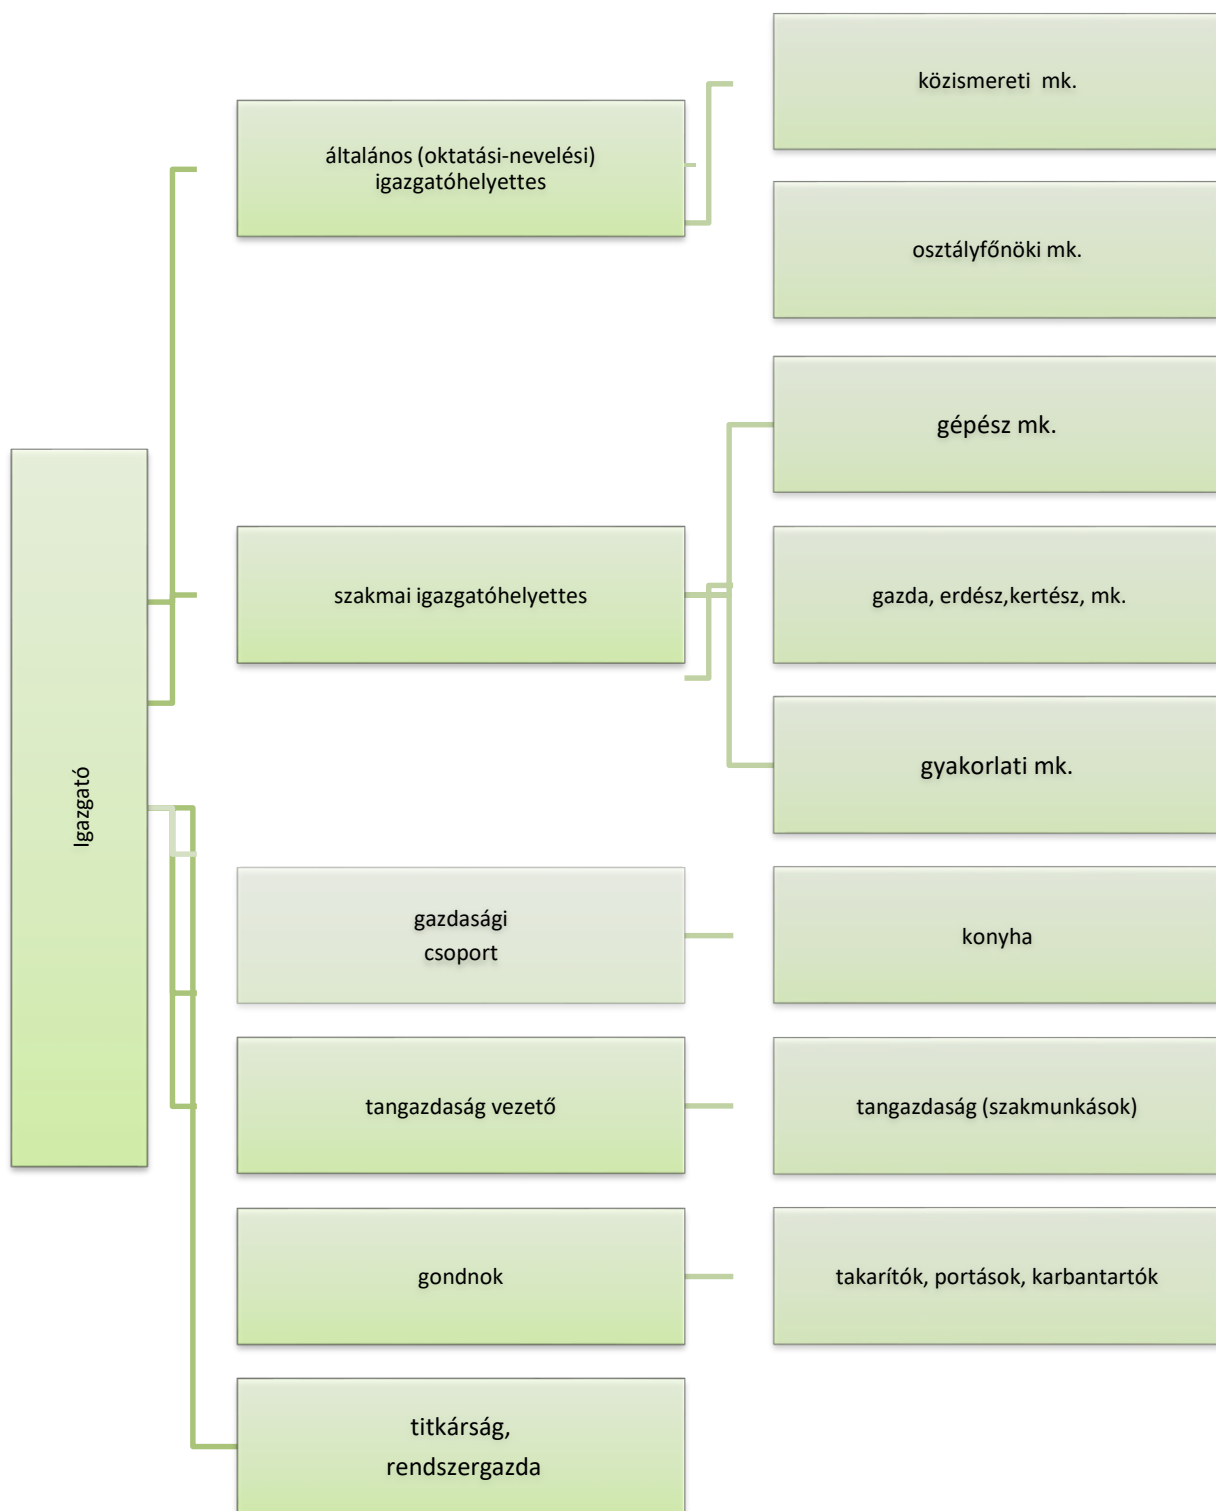 közismereti mk.
általános (oktatási-nevelési)
igazgatóhelyettes
osztályfőnöki mk.
gépész mk.
szakmai igazgatóhelyettes
gazda, erdész,kertész, mk.
Igazgató
gyakorlati mk.
gazdasági
csoport
konyha
tangazdaság vezető
tangazdaság (szakmunkások)
gondnok
takarítók, portások, karbantartók
titkárság,
rendszergazda